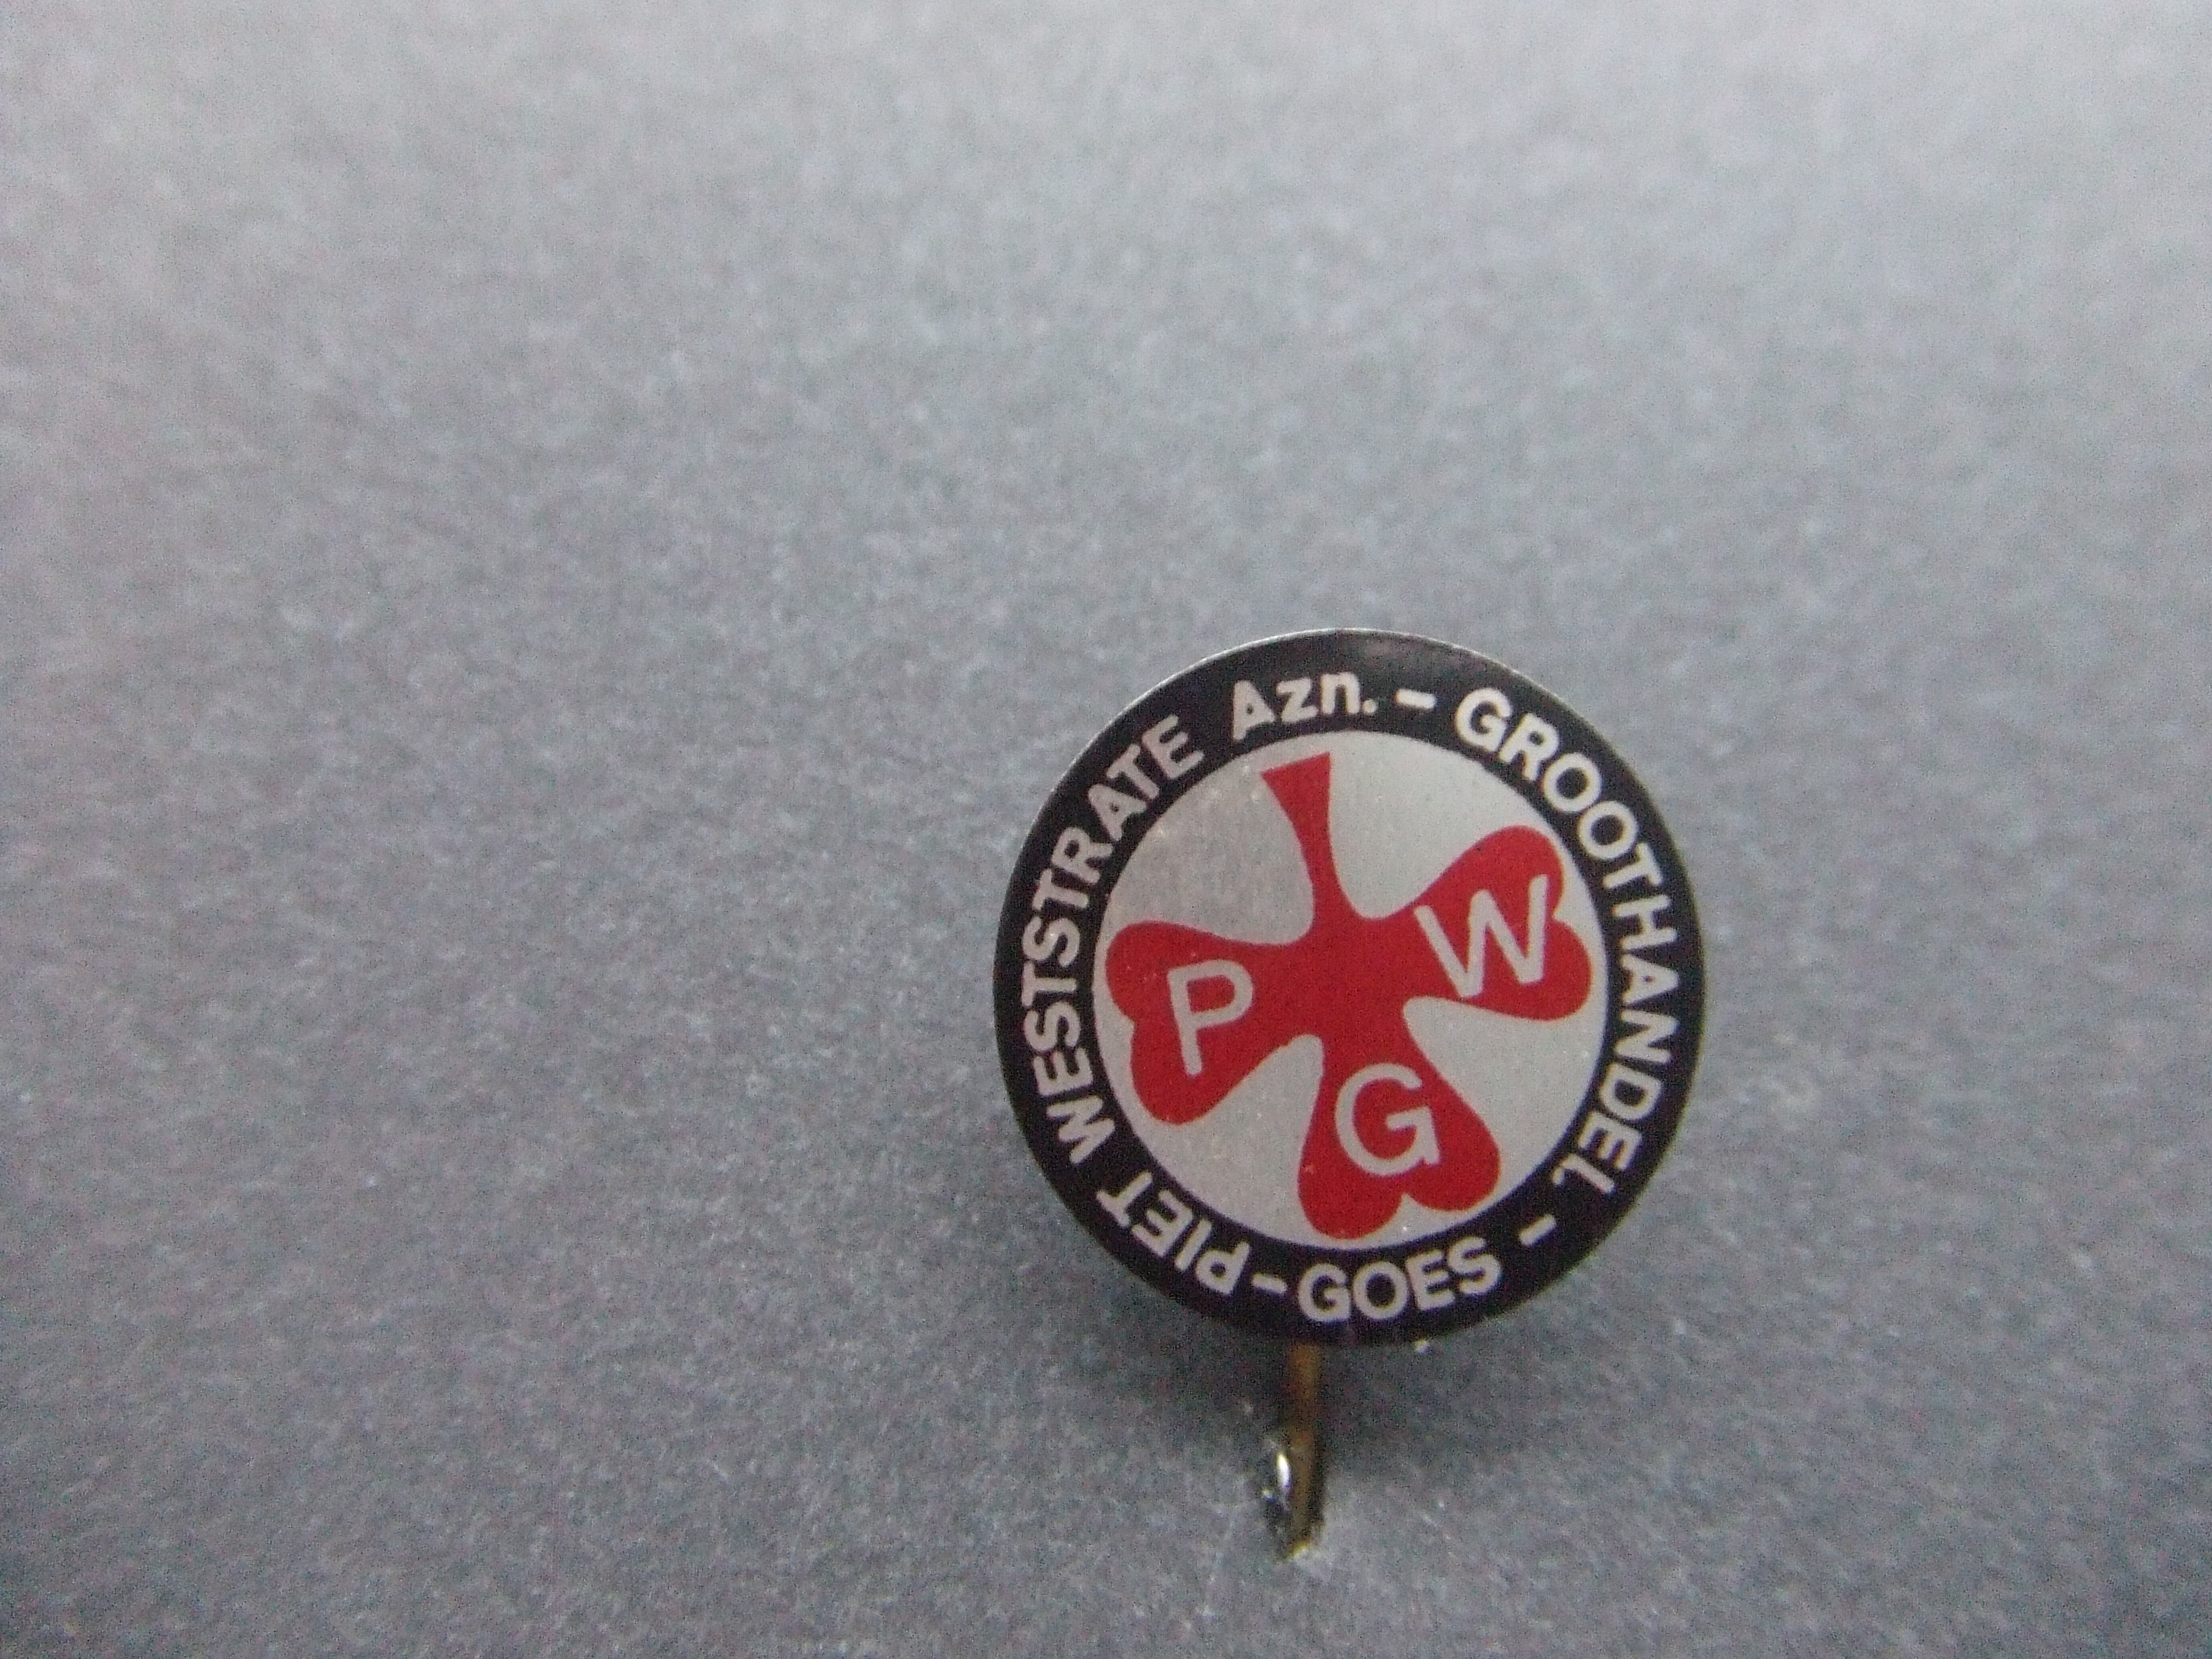 PIET WESTSTRATE Azn. - GROOTHANDEL - GOES -
P W
G